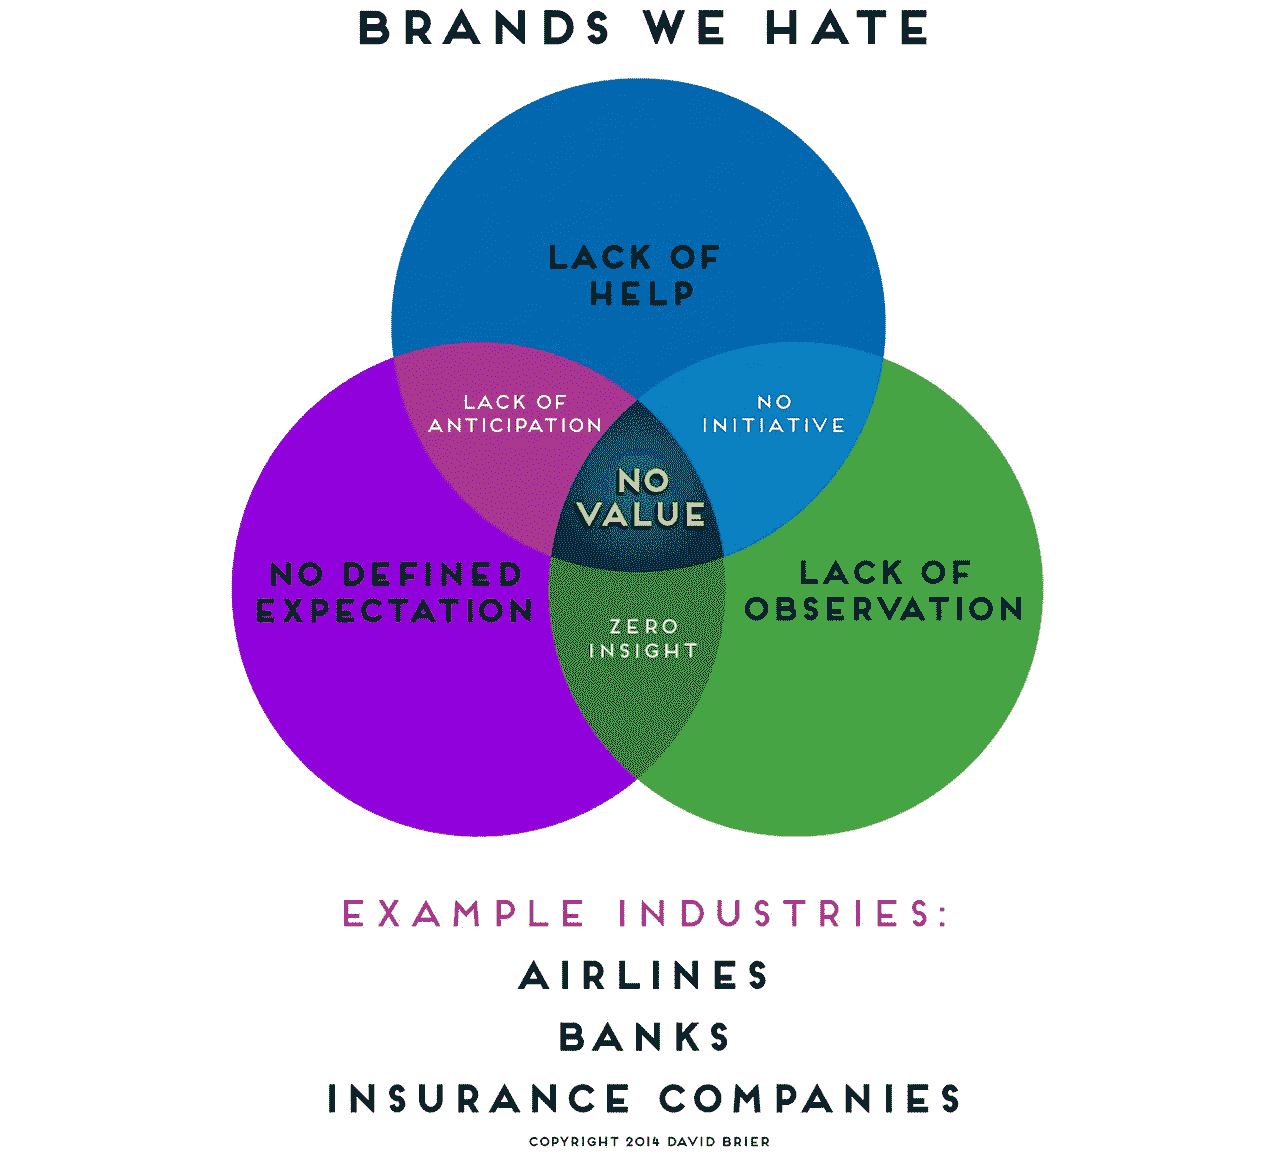 BRANDS WE HATE
LACK OF
HELP
LACK OF
ANTICIPATION
NO
INITIATIVE
NO
VALUE
NO DEFINED
EXPECTATION
LACK OF
OBSERVATION
ZERO
INSIGHT
EXAMPLE INDUSTRIES:
AIRLINES
BANKS
INSURANCE COMPANIES
COPYRIGHT 2014 DAVID BRIER